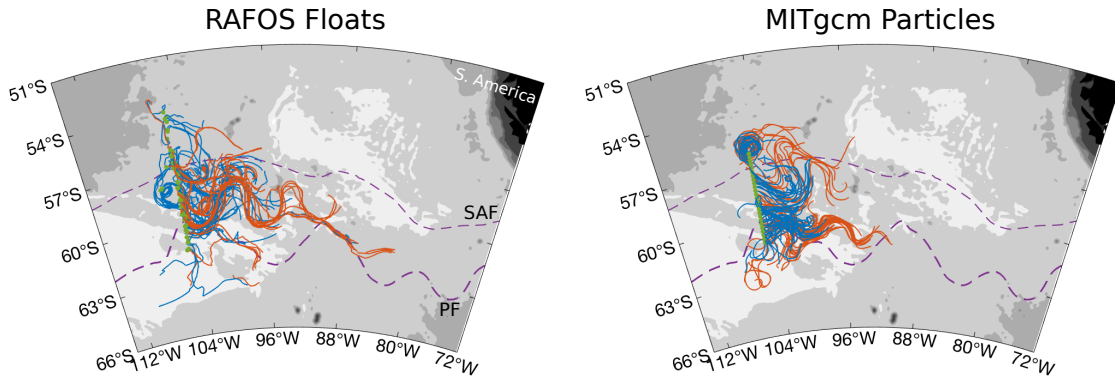 RAFOS Floats
MITgcm Particles
51°S
54°S
57°S
60°S
63°S
66°S
112°W
104°W
96°W
88°W
80°W
72°W
S. America
SAF
PF
51°S
54°S
57°S
60°S
63°S
66°S
112°W
104°W
96°W
88°W
80°W
72°W